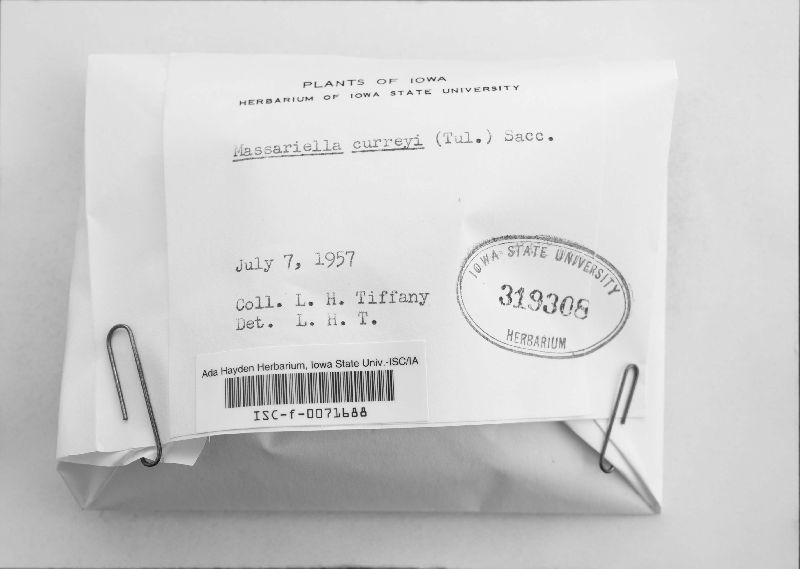 PLANTS OF IOWA
HERBARIUM OF IOWA STATE UNIVERSITY
Massariella curreyi (Tul.) Sacc.
July 7, 1957
Coll. L. H. Tiffany
Det. L. H. T.
IOWA STATE UNIVERSITY
319308
HERBARIUM
Ada Hayden Herbarium, Iowa State Univ.-ISC/IA
ISC-f-0071688